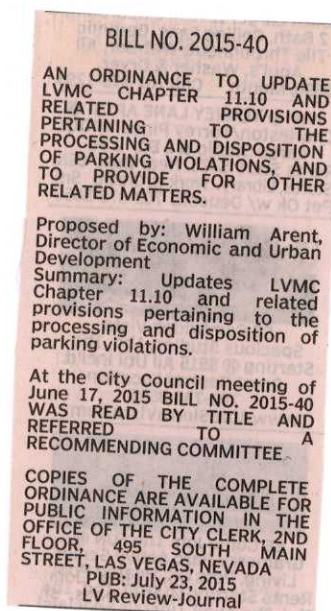 BILL NO. 2015-40
AN ORDINANCE TO UPDATE
LVMC CHAPTER 11.10 AND
RELATED PROVISIONS
PERTAINING TO THE
PROCESSING AND DISPOSITION
OF PARKING VIOLATIONS, AND
TO PROVIDE FOR OTHER
RELATED MATTERS.
Proposed by: William Arent,
Director of Economic and Urban
Development
Summary: Updates LVMC
Chapter 11.10 and related
provisions pertaining to the
processing and disposition of
parking violations.
At the City Council meeting of
June 17, 2015 BILL NO. 2015-40
WAS READ BY TITLE AND
REFERRED TO A
RECOMMENDING COMMITTEE
COPIES OF THE COMPLETE
ORDINANCE ARE AVAILABLE FOR
PUBLIC INFORMATION IN THE
OFFICE OF THE CITY CLERK, 2ND
FLOOR, 495 SOUTH MAIN
STREET, LAS VEGAS, NEVADA
PUB: July 23, 2015
LV Review-Journal